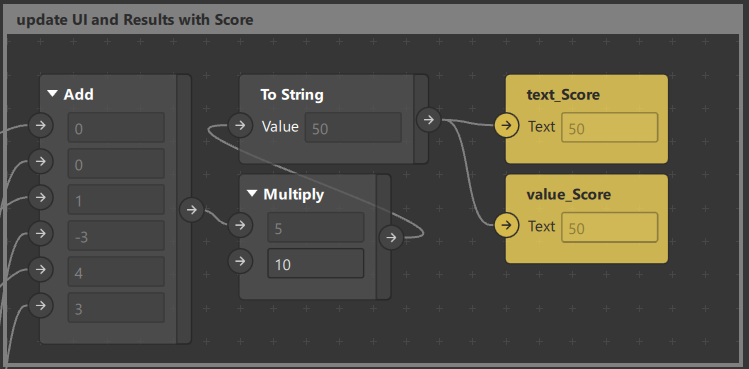 update UI and Results with Score
Add
0
0
1
-3
4
3
To String
Value 50
Multiply
5
10
text_Score
Text 50
value_Score
Text 50